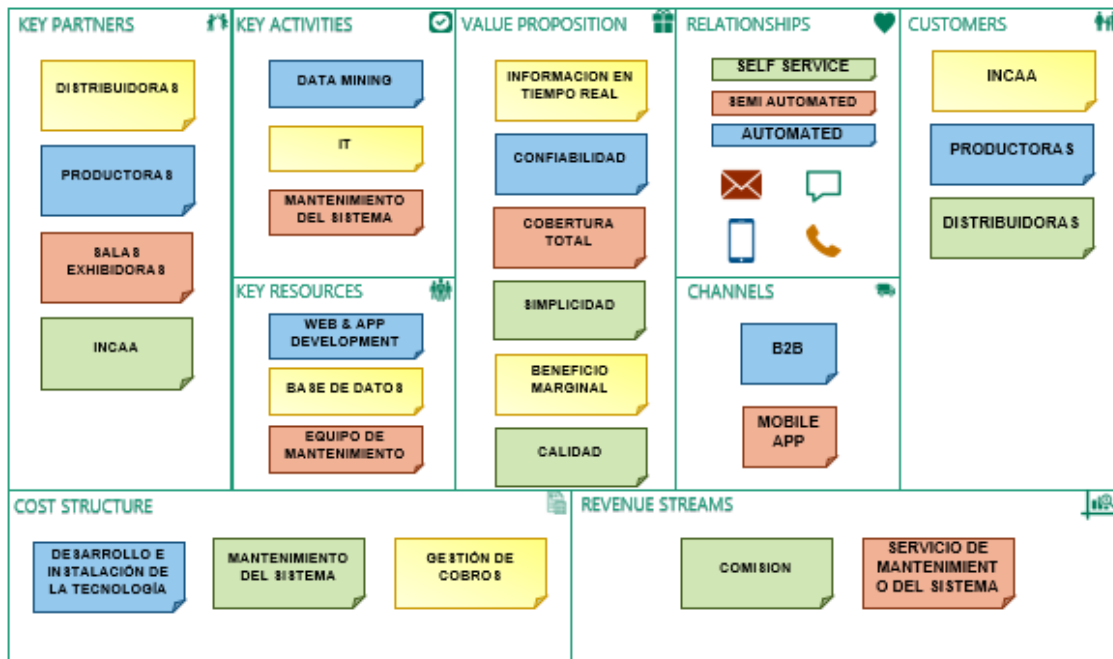 KEY PARTNERS
DISTRIBUIDORAS
PRODUCTORAS
SALAS
EXHIBIDORAS
INCAA
KEY ACTIVITIES
DATA MINING
IT
MANTENIMIENTO
DEL SISTEMA
KEY RESOURCES
WEB & APP
DEVELOPMENT
BASE DE DATOS
EQUIPO DE
MANTENIMIENTO
VALUE PROPOSITION
INFORMACION EN
TIEMPO REAL
CONFIABILIDAD
COBERTURA
TOTAL
SIMPLICIDAD
BENEFICIO
MARGINAL
CALIDAD
RELATIONSHIPS
SELF SERVICE
SEMI AUTOMATED
AUTOMATED
CHANNELS
B2B
MOBILE
APP
CUSTOMERS
INCAA
PRODUCTORAS
DISTRIBUIDORAS
COST STRUCTURE
DESARROLLO E
INSTALACIÓN DE
LA TECNOLOGÍA
MANTENIMIENTO
DEL SISTEMA
GESTIÓN DE
COBROS
REVENUE STREAMS
COMISION
SERVICIO DE
MANTENIMIENT
O DEL SISTEMA